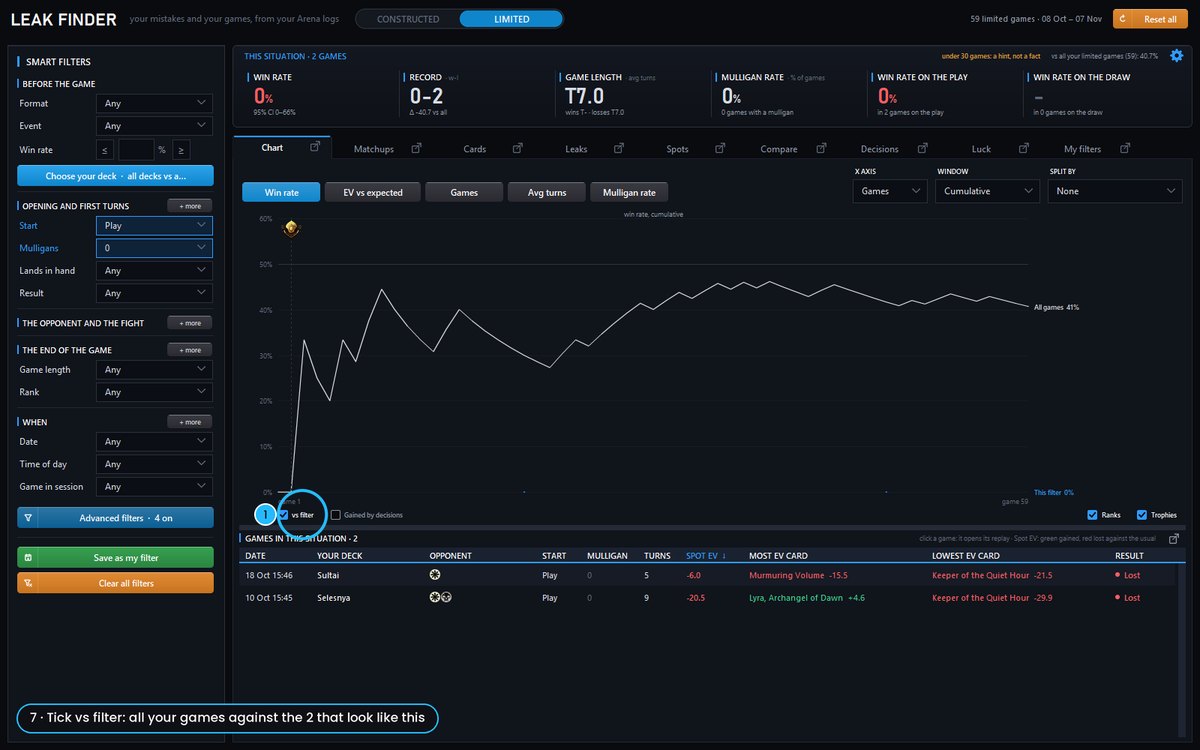 LEAK FINDER your mistakes and your games, from your Arena logs CONSTRUCTED LIMITED 59 limited games · 08 Oct – 07 Nov Reset all
SMART FILTERS
BEFORE THE GAME
Format Any
Event Any
Win rate ≤ % ≥
Choose your deck · all decks vs a...
OPENING AND FIRST TURNS + more
Start Play
Mulligans 0
Lands in hand Any
Result Any
THE OPPONENT AND THE FIGHT + more
THE END OF THE GAME + more
Game length Any
Rank Any
WHEN + more
Date Any
Time of day Any
Game in session Any
Advanced filters · 4 on
Save as my filter
Clear all filters
THIS SITUATION · 2 GAMES under 30 games: a hint, not a fact vs all your limited games (59): 40.7%
WIN RATE RECORD · w-l GAME LENGTH · avg turns MULLIGAN RATE · % of games WIN RATE ON THE PLAY WIN RATE ON THE DRAW
0% 0-2 T7.0 0% 0% –
95% CI 0–66% Δ -40.7 vs all wins T- · losses T7.0 0 games with a mulligan in 2 games on the play in 0 games on the draw
Chart Matchups Cards Leaks Spots Compare Decisions Luck My filters
X AXIS WINDOW SPLIT BY
Win rate EV vs expected Games Avg turns Mulligan rate Games Cumulative None
win rate, cumulative
60%
50%
40%
30%
20%
10%
0%
All games 41%
This filter 0%
game 1 game 59
1 vs filter Gained by decisions Ranks Trophies
GAMES IN THIS SITUATION · 2 click a game: it opens its replay · Spot EV: green gained, red lost against the usual
DATE YOUR DECK OPPONENT START MULLIGAN TURNS SPOT EV ↓ MOST EV CARD LOWEST EV CARD RESULT
18 Oct 15:46 Sultai Play 0 5 -6.0 Murmuring Volume -15.5 Keeper of the Quiet Hour -21.5 Lost
10 Oct 15:45 Selesnya Play 0 9 -20.5 Lyra, Archangel of Dawn +4.6 Keeper of the Quiet Hour -29.9 Lost
7 · Tick vs filter: all your games against the 2 that look like this